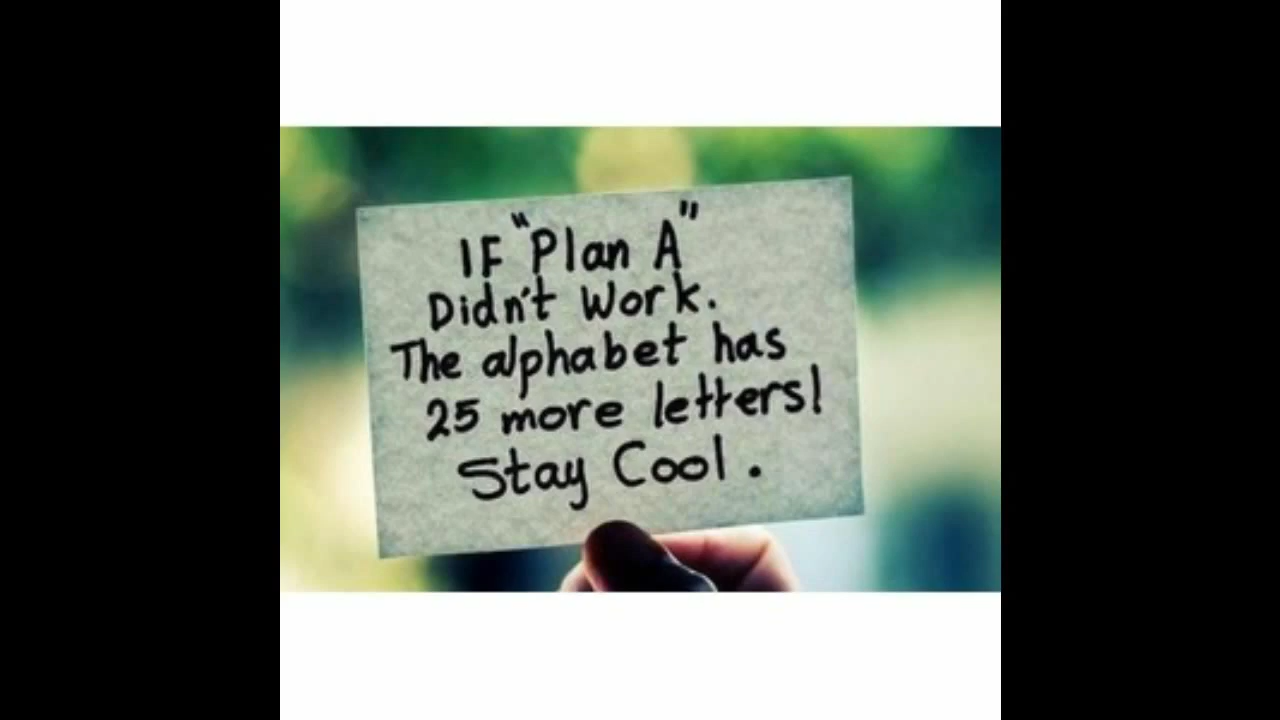 IF "Plan A"
Didn't Work.
The alphabet has
25 more letters!
Stay Cool.